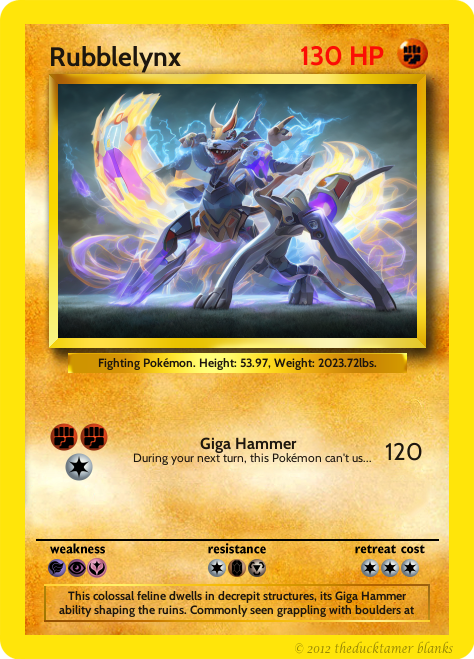 Rubblelynx 130 HP
Fighting Pokémon. Height: 53.97, Weight: 2023.72lbs.
Giga Hammer
During your next turn, this Pokémon can't us...
120
weakness resistance retreat cost
This colossal feline dwells in decrepit structures, its Giga Hammer
ability shaping the ruins. Commonly seen grappling with boulders at
© 2012 theducktamer blanks